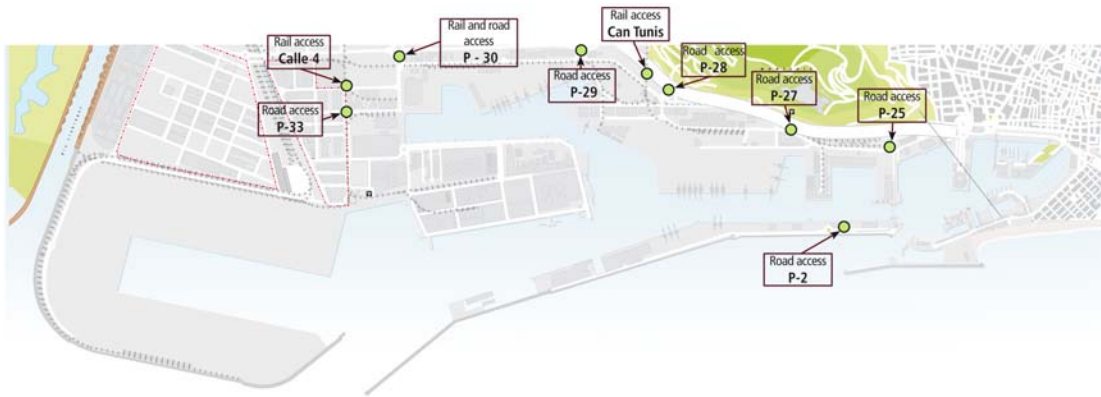 Rail access
Calle 4
Rail and road
access
P - 30
Rail access
Can Tunis
Road access
P-28
Road access
P-29
Road access
P-27
Road access
P-25
Road access
P-33
Road access
P-2